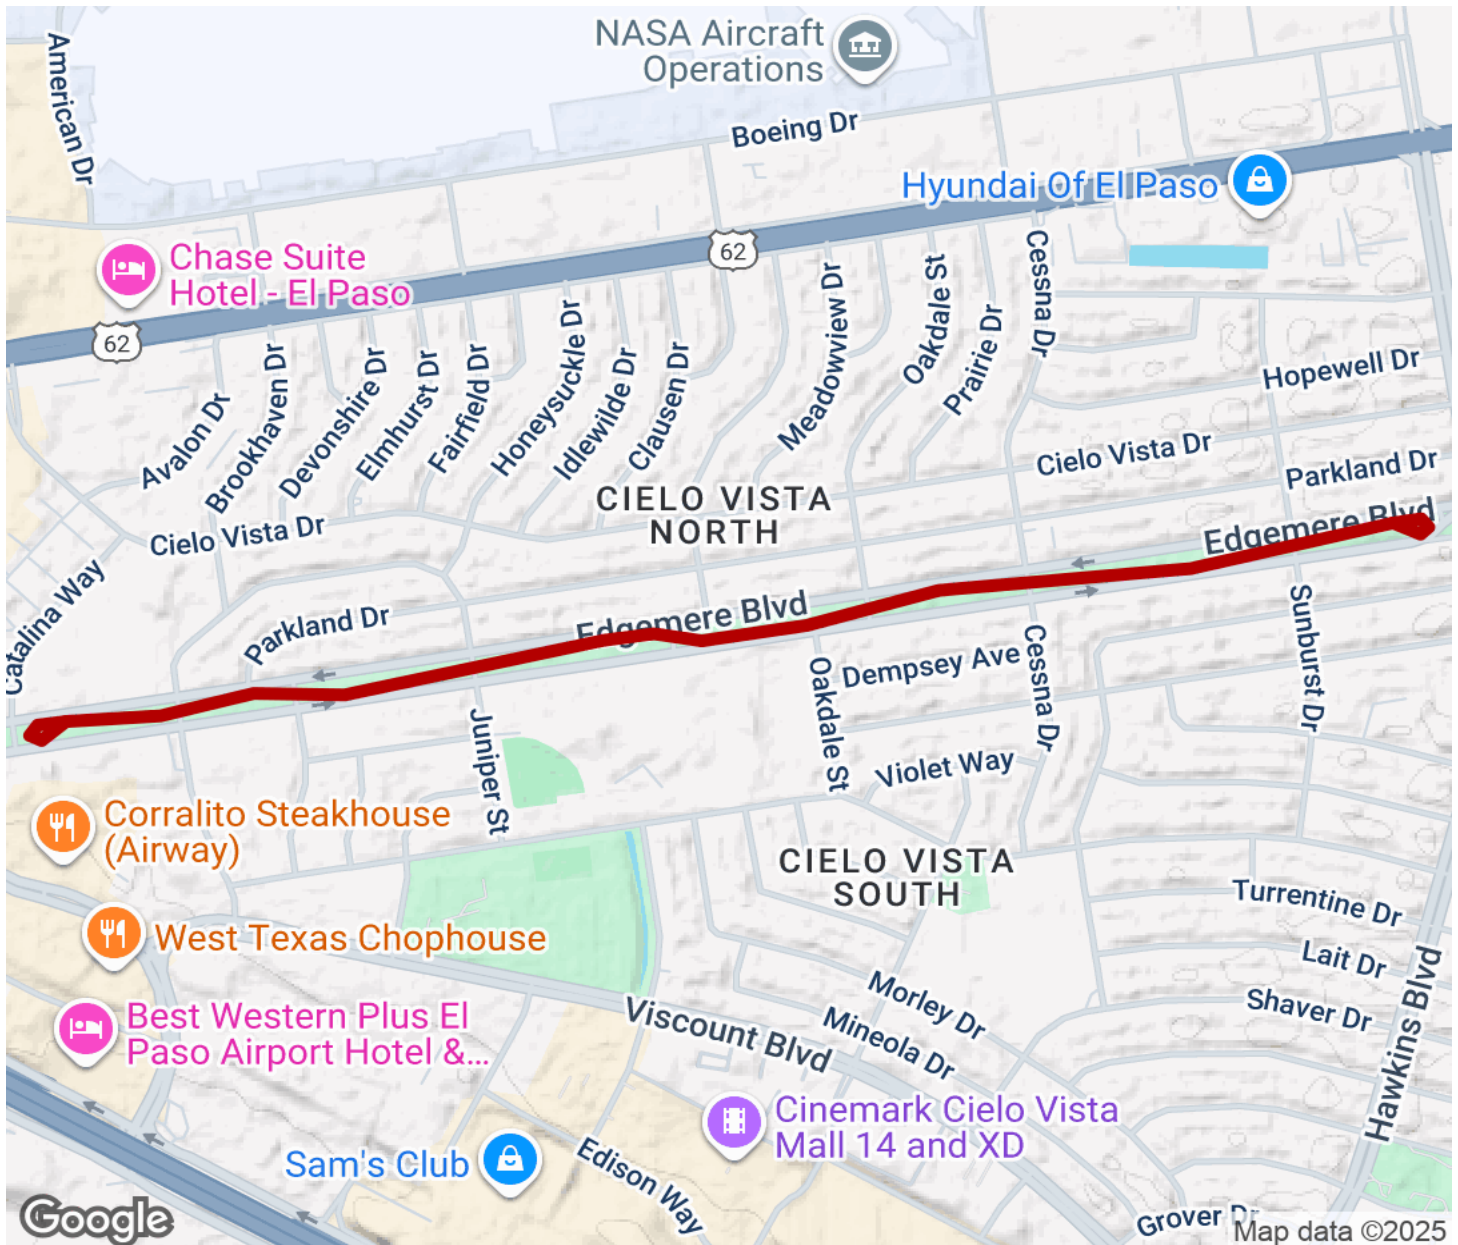 NASA Aircraft
Operations
American Dr
Boeing Dr
Hyundai Of El Paso
Chase Suite
Hotel - El Paso
62
62
Cessna Dr
Meadowview Dr
Oakdale St
Prairie Dr
Hopewell Dr
Avalon Dr
Brookhaven Dr
Devonshire Dr
Elmhurst Dr
Fairfield Dr
Honeysuckle Dr
Idlewilde Dr
Clausen Dr
Cielo Vista Dr
Parkland Dr
CIELO VISTA
NORTH
Cielo Vista Dr
Edgemere Blvd
Catalina Way
Parkland Dr
Edgemere Blvd
Sunburst Dr
Cessna Dr
Dempsey Ave
Oakdale St
Juniper St
Violet Way
Corralito Steakhouse
(Airway)
CIELO VISTA
SOUTH
Turrentine Dr
West Texas Chophouse
Lait Dr
Morley Dr
Shaver Dr
Best Western Plus El
Paso Airport Hotel &...
Viscount Blvd
Mineola Dr
Hawkins Blvd
Cinemark Cielo Vista
Mall 14 and XD
Sam's Club
Edison Way
Grover Dr
Google
Map data ©2025